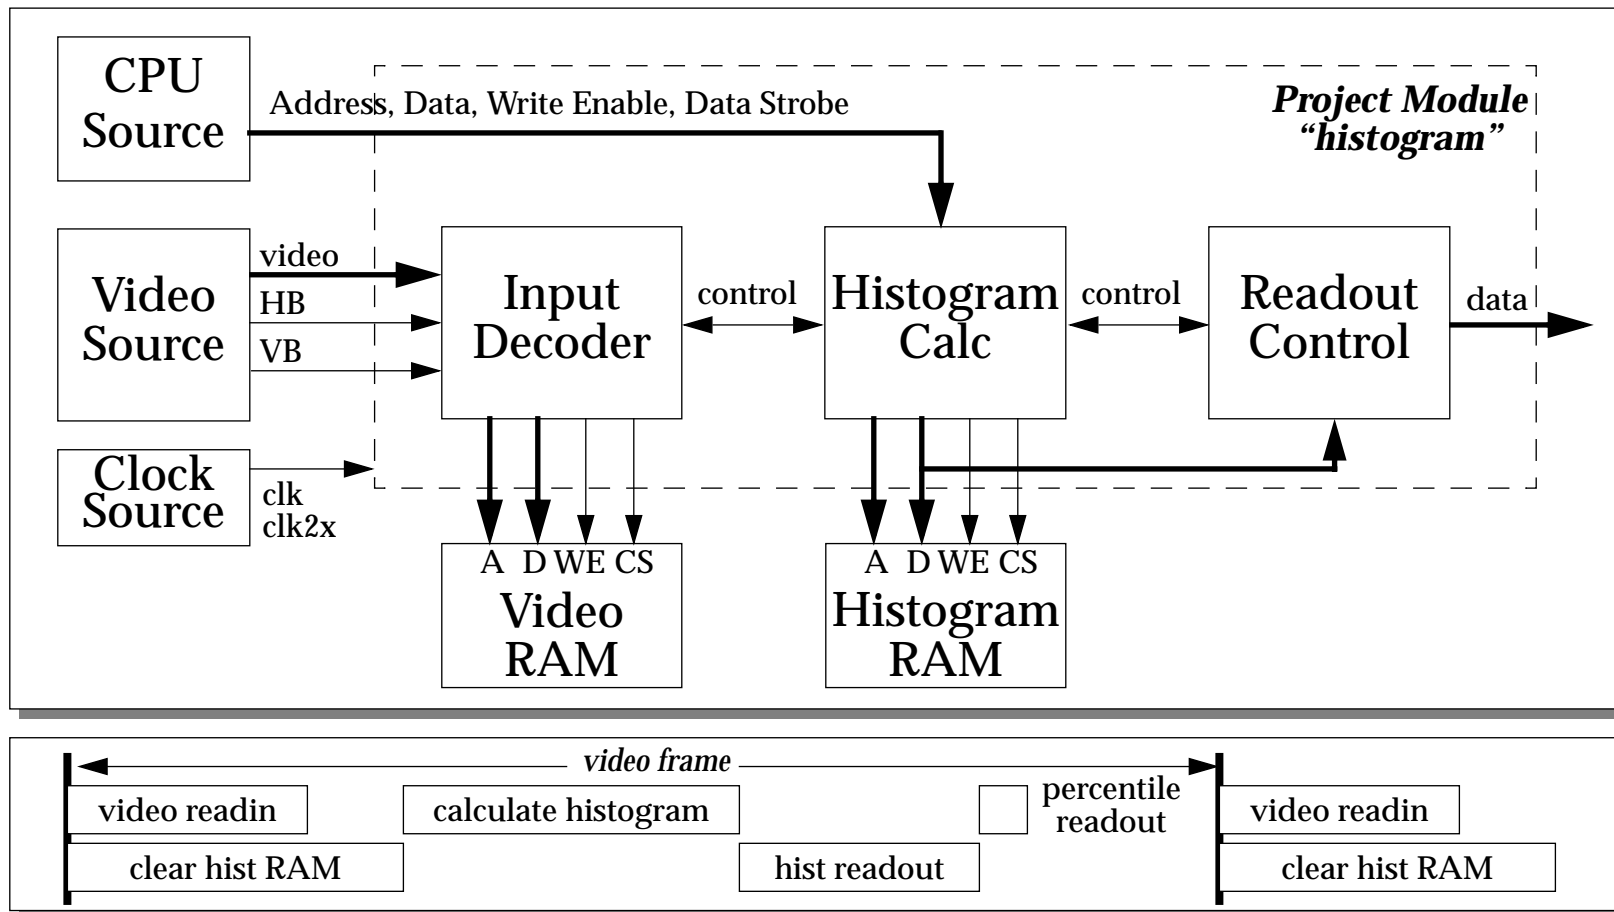 CPU
Source
Address, Data, Write Enable, Data Strobe
Project Module
“histogram”
Video
Source
video
HB
VB
Input
Decoder
control
Histogram
Calc
control
Readout
Control
data
Clock
Source
clk
clk2x
A D WE CS
Video
RAM
A D WE CS
Histogram
RAM
video frame
video readin
calculate histogram
percentile
readout
video readin
clear hist RAM
hist readout
clear hist RAM